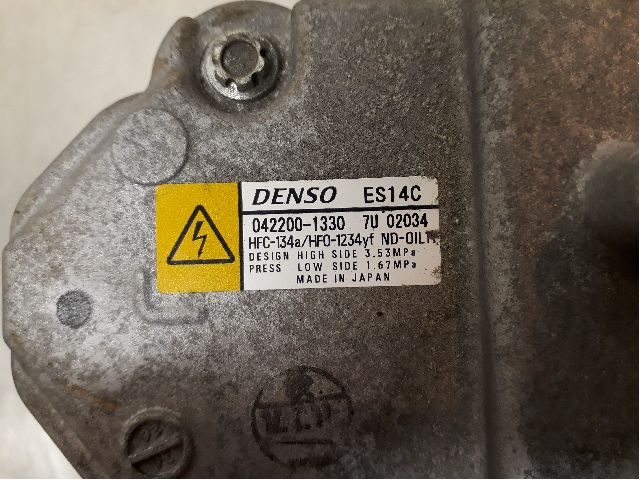 DENSO ES14C
042200-1330 7U 02034
HFC-134a/HFO-1234yf ND-OIL11
DESIGN HIGH SIDE 3.53MPa
PRESS LOW SIDE 1.67MPa
MADE IN JAPAN